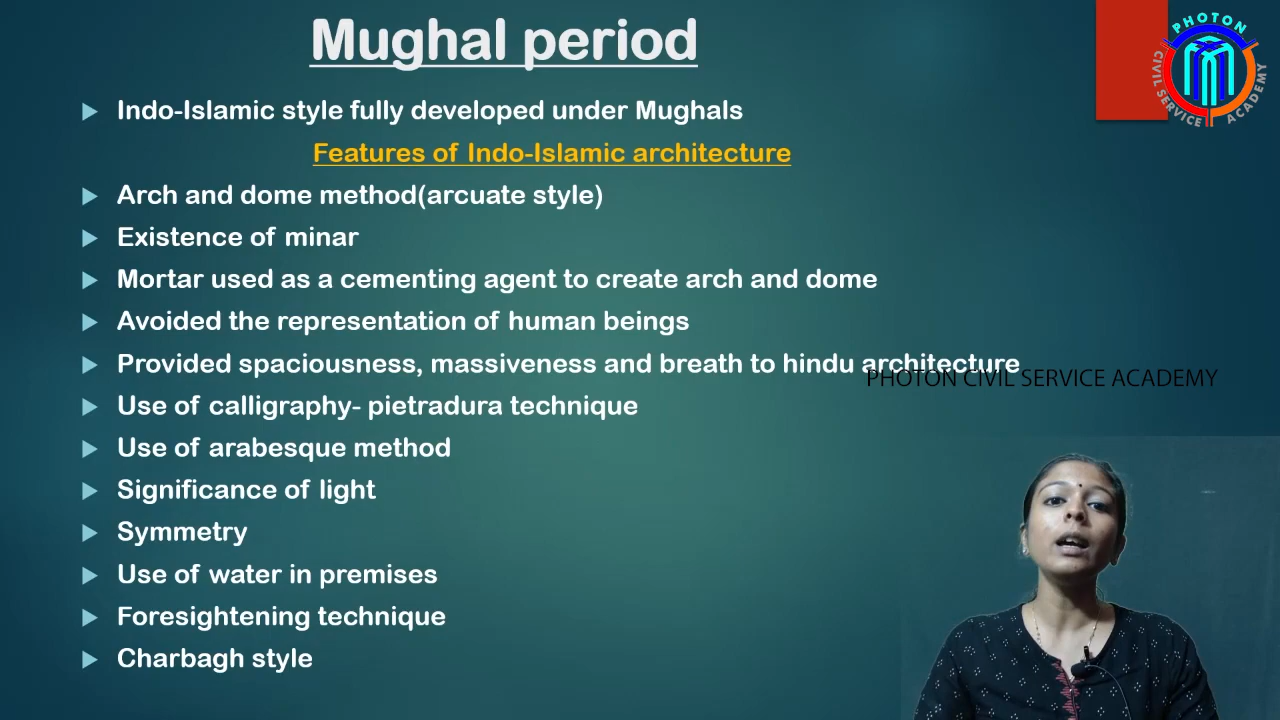 Mughal period
PHOTON
CIVIL SERVICE ACADEMY
Indo-Islamic style fully developed under Mughals
Features of Indo-Islamic architecture
Arch and dome method(arcuate style)
Existence of minar
Mortar used as a cementing agent to create arch and dome
Avoided the representation of human beings
Provided spaciousness, massiveness and breath to hindu architecture
PHOTON CIVIL SERVICE ACADEMY
Use of calligraphy- pietradura technique
Use of arabesque method
Significance of light
Symmetry
Use of water in premises
Foresightening technique
Charbagh style